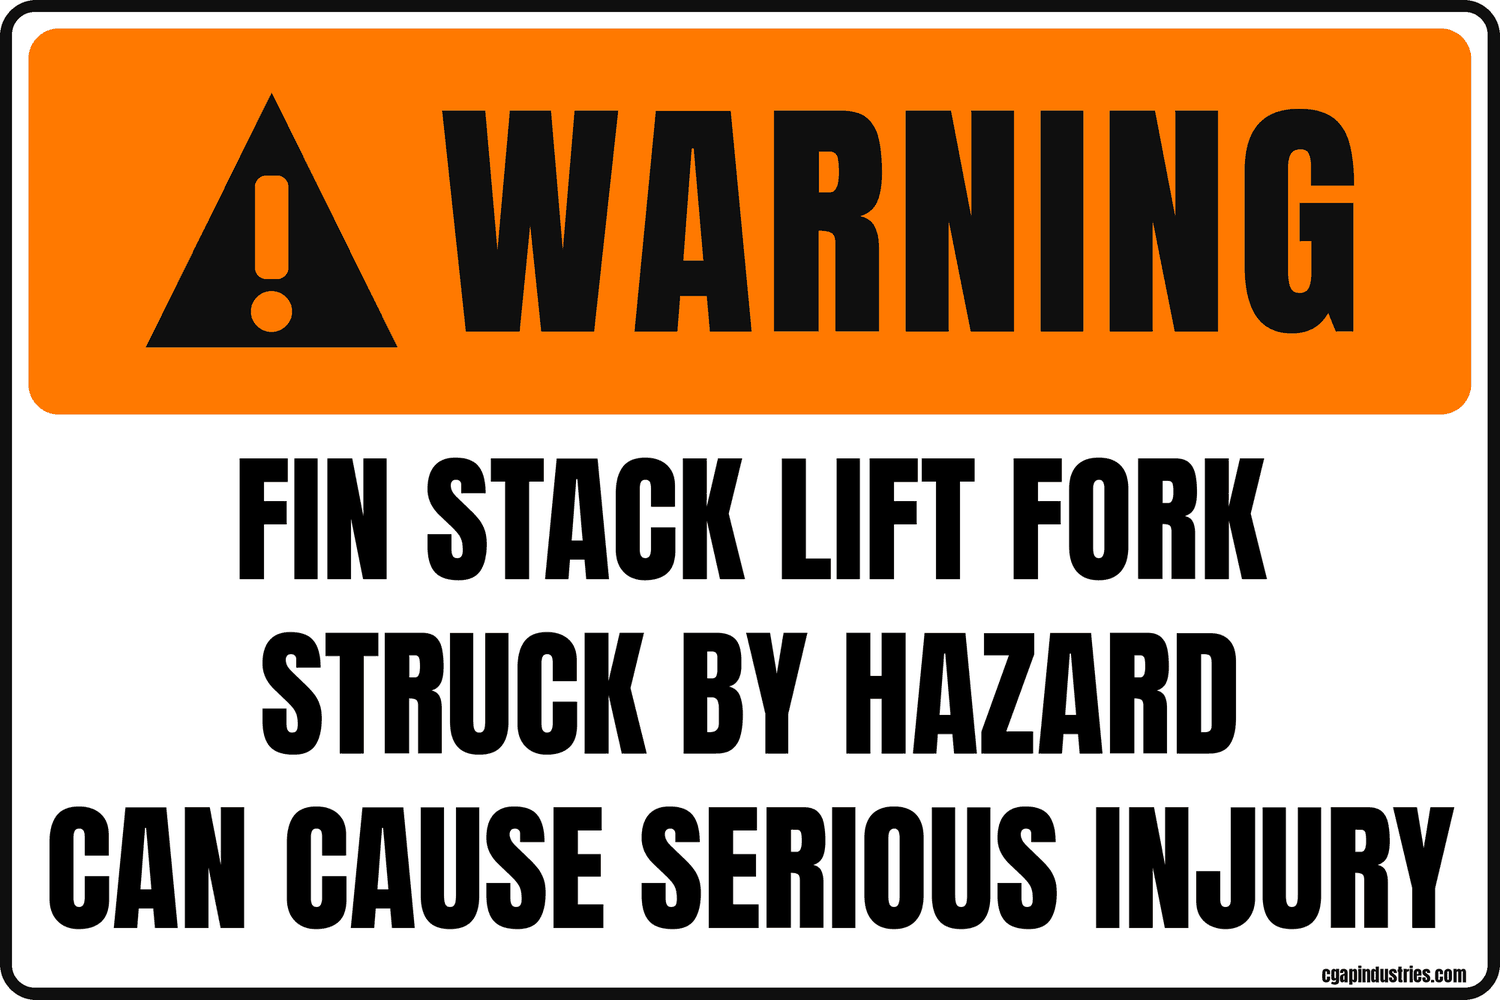 WARNING
FIN STACK LIFT FORK
STRUCK BY HAZARD
CAN CAUSE SERIOUS INJURY
cgapindustries.com